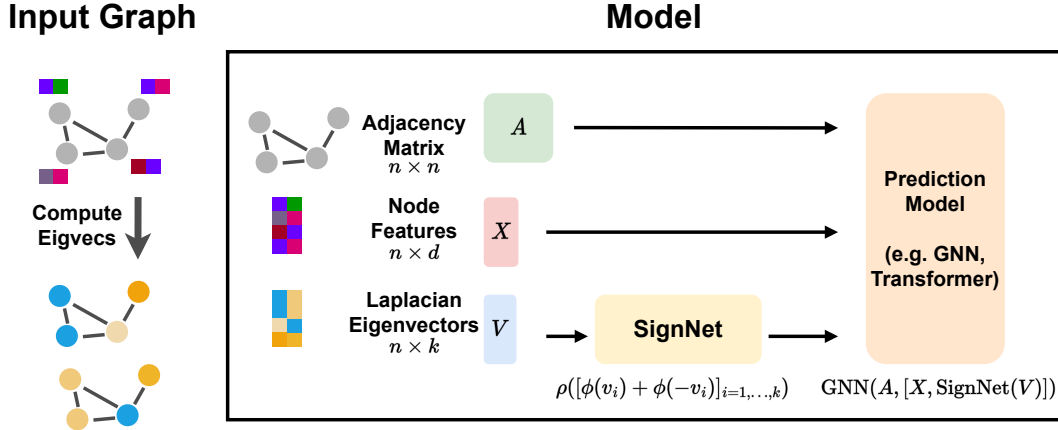 Input Graph
Model
Compute
Eigvecs
Adjacency
Matrix
n × n
A
Node
Features
n × d
X
Laplacian
Eigenvectors
n × k
V
SignNet
ρ([ϕ(v_i) + ϕ(−v_i)]_{i=1,…,k})
Prediction
Model
(e.g. GNN,
Transformer)
GNN(A, [X, SignNet(V)])